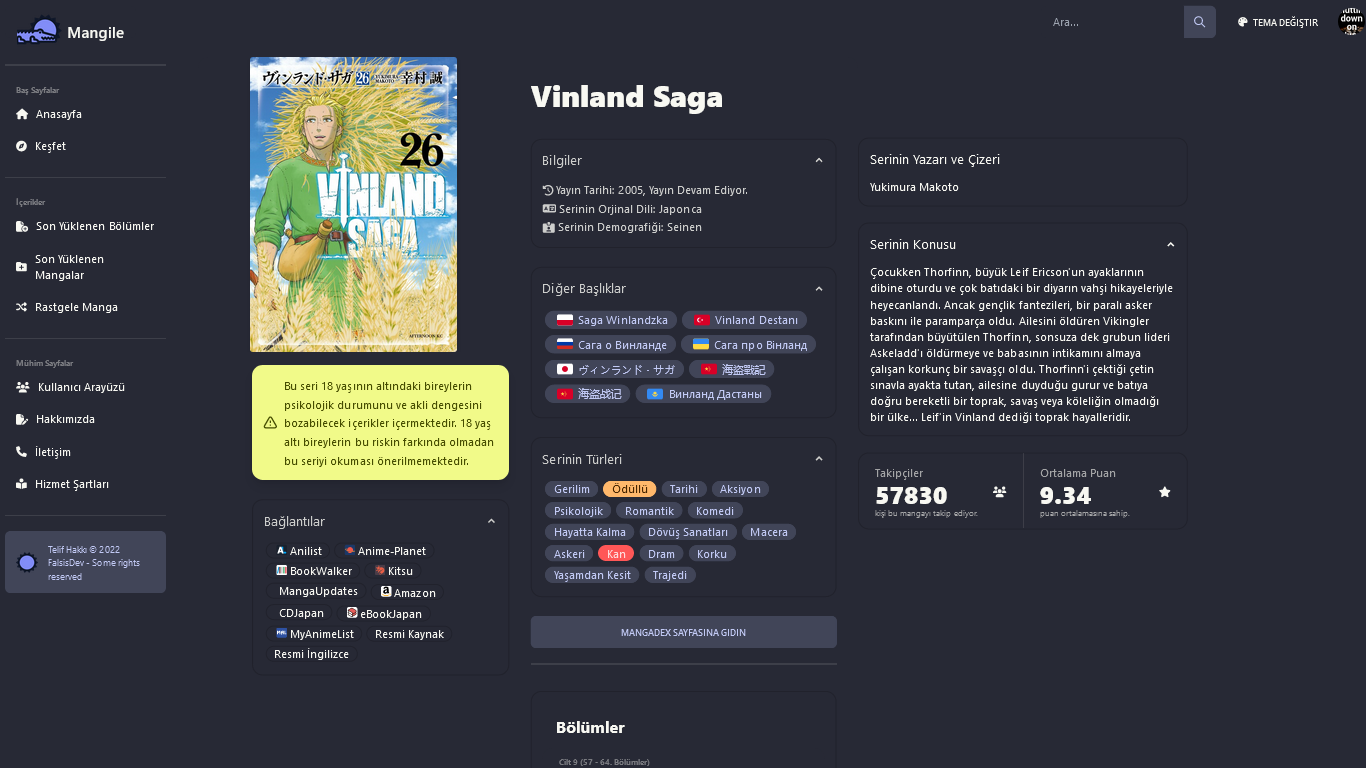 Mangile
Ara...
TEMA DEĞİŞTİR
down
on
Baş Sayfalar
Anasayfa
Keşfet
İçerikler
Son Yüklenen Bölümler
Son Yüklenen
Mangalar
Rastgele Manga
Mühim Sayfalar
Kullanıcı Arayüzü
Hakkımızda
İletişim
Hizmet Şartları
Telif Hakkı © 2022
FalsisDev - Some rights
reserved
ヴィンランド・サガ 26 YUKIMURA MAKOTO 幸村 誠
26
VINLAND
SAGA
AFTERNOON KC
Bu seri 18 yaşının altındaki bireylerin
psikolojik durumunu ve akli dengesini
bozabilecek içerikler içermektedir. 18 yaş
altı bireylerin bu riskin farkında olmadan
bu seriyi okuması önerilmemektedir.
Bağlantılar
Anilist Anime-Planet
BookWalker Kitsu
MangaUpdates Amazon
CDJapan eBookJapan
MyAnimeList Resmi Kaynak
Resmi İngilizce
Vinland Saga
Bilgiler
Yayın Tarihi: 2005, Yayın Devam Ediyor.
Serinin Orjinal Dili: Japonca
Serinin Demografiği: Seinen
Diğer Başlıklar
Saga Winlandzka Vinland Destanı
Сага о Винланде Сага про Вінланд
ヴィンランド・サガ 海盗戰記
海盗战记 Винланд Дастаны
Serinin Türleri
Gerilim Ödüllü Tarihi Aksiyon
Psikolojik Romantik Komedi
Hayatta Kalma Dövüş Sanatları Macera
Askeri Kan Dram Korku
Yaşamdan Kesit Trajedi
MANGADEX SAYFASINA GIDIN
Bölümler
Cilt 9 (57 - 64. Bölümler)
Serinin Yazarı ve Çizeri
Yukimura Makoto
Serinin Konusu
Çocukken Thorfinn, büyük Leif Ericson'un ayaklarının
dibine oturdu ve çok batıdaki bir diyarın vahşi hikayeleriyle
heyecanlandı. Ancak gençlik fantezileri, bir paralı asker
baskını ile paramparça oldu. Ailesini öldüren Vikingler
tarafından büyütülen Thorfinn, sonsuza dek grubun lideri
Askeladd'ı öldürmeye ve babasının intikamını almaya
çalışan korkunç bir savaşçı oldu. Thorfinn'i çektiği çetin
sınavla ayakta tutan, ailesine duyduğu gurur ve batıya
doğru bereketli bir toprak, savaş veya köleliğin olmadığı
bir ülke... Leif'in Vinland dediği toprak hayalleridir.
Takipçiler
57830
kişi bu mangayı takip ediyor.
Ortalama Puan
9.34
puan ortalamasına sahip.